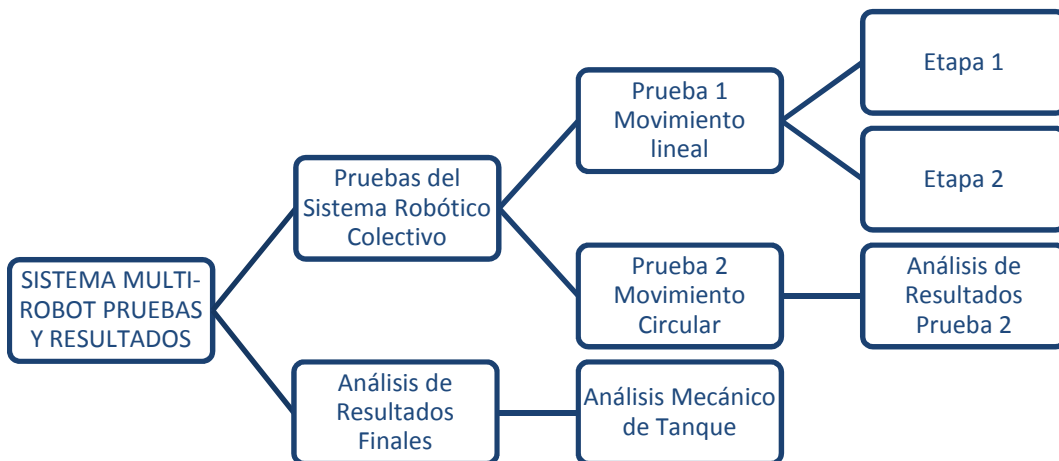 SISTEMA MULTI-
ROBOT PRUEBAS
Y RESULTADOS
Pruebas del
Sistema Robótico
Colectivo
Prueba 1
Movimiento
lineal
Etapa 1
Etapa 2
Prueba 2
Movimiento
Circular
Análisis de
Resultados
Prueba 2
Análisis de
Resultados
Finales
Análisis Mecánico
de Tanque